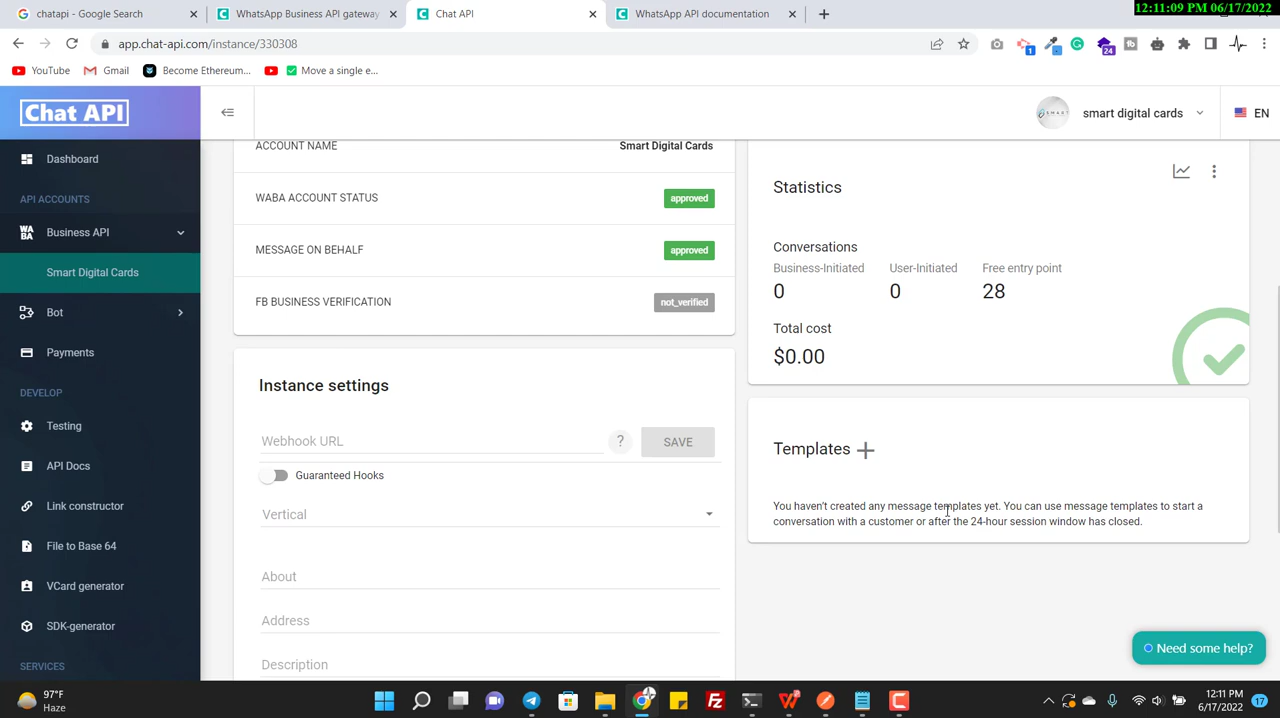 12:11:09 PM 06/17/2022
chatapi - Google Search
WhatsApp Business API gateway
Chat API
WhatsApp API documentation
app.chat-api.com/instance/330308
1
24
YouTube
Gmail
Become Ethereum...
Move a single e...
Chat API
smart digital cards
EN
Dashboard
API ACCOUNTS
WABA
Business API
Smart Digital Cards
Bot
Payments
DEVELOP
Testing
API Docs
Link constructor
File to Base 64
VCard generator
SDK-generator
SERVICES
ACCOUNT NAME
Smart Digital Cards
WABA ACCOUNT STATUS
approved
MESSAGE ON BEHALF
approved
FB BUSINESS VERIFICATION
not_verified
Instance settings
Webhook URL
?
SAVE
Guaranteed Hooks
Vertical
About
Address
Description
Statistics
Conversations
Business-Initiated
User-Initiated
Free entry point
0
0
28
Total cost
$0.00
Templates
You haven't created any message templates yet. You can use message templates to start a
conversation with a customer or after the 24-hour session window has closed.
Need some help?
97°F
Haze
12:11 PM
6/17/2022
17